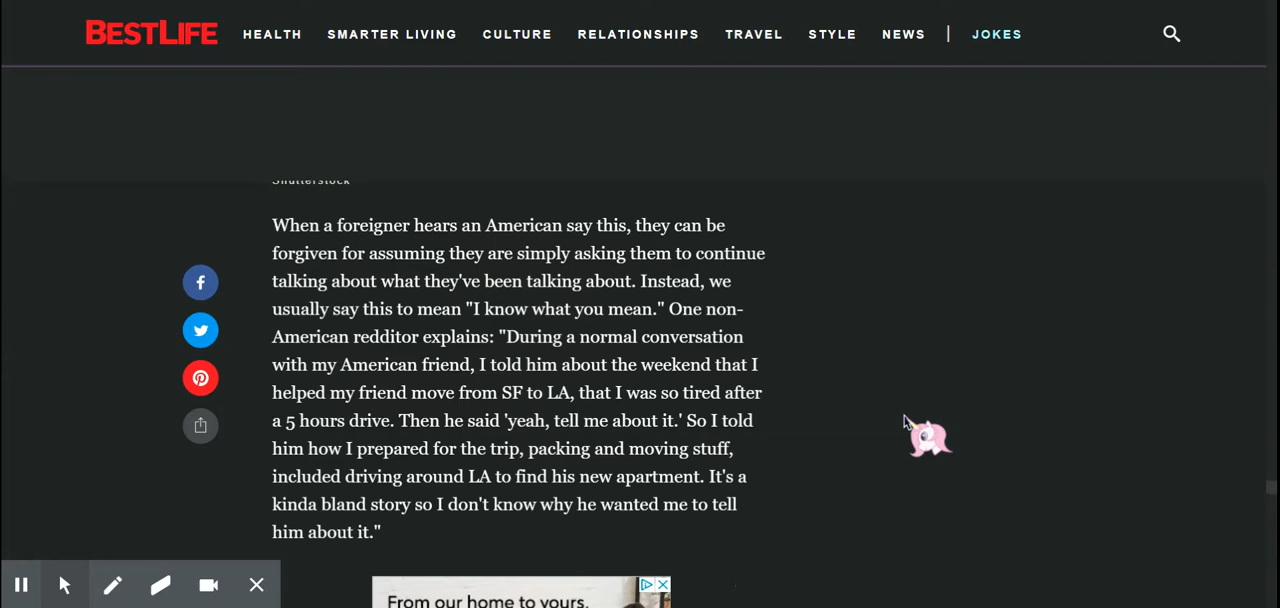 BESTLIFE HEALTH SMARTER LIVING CULTURE RELATIONSHIPS TRAVEL STYLE NEWS | JOKES
Shutterstock
When a foreigner hears an American say this, they can be
forgiven for assuming they are simply asking them to continue
talking about what they've been talking about. Instead, we
usually say this to mean "I know what you mean." One non-
American redditor explains: "During a normal conversation
with my American friend, I told him about the weekend that I
helped my friend move from SF to LA, that I was so tired after
a 5 hours drive. Then he said 'yeah, tell me about it.' So I told
him how I prepared for the trip, packing and moving stuff,
included driving around LA to find his new apartment. It's a
kinda bland story so I don't know why he wanted me to tell
him about it."
From our home to yours.